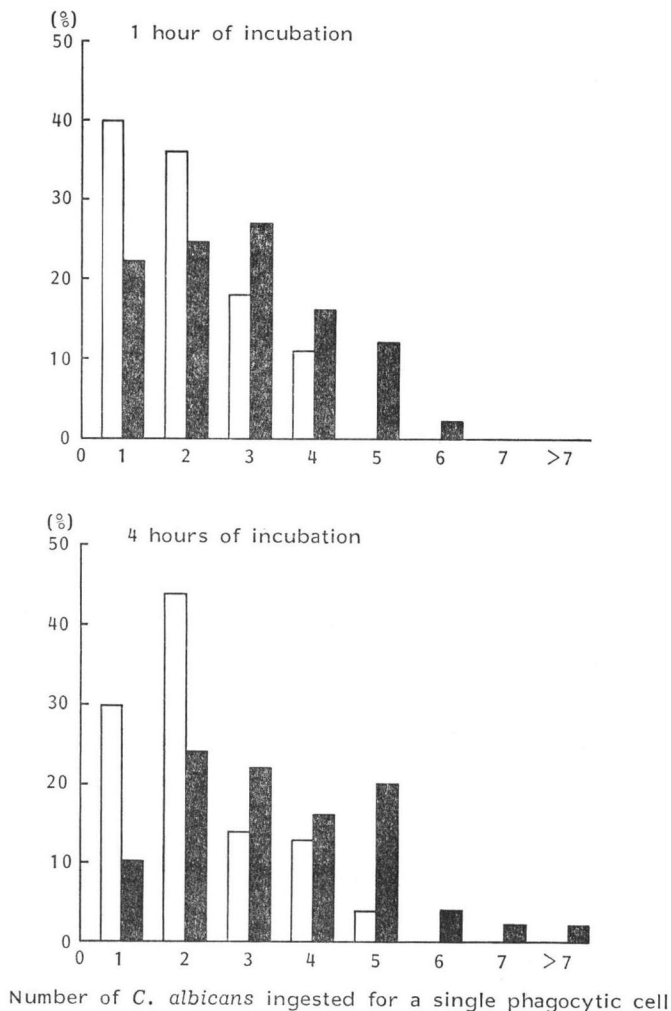 (%)
1 hour of incubation
50
40
30
20
10
0
0 1 2 3 4 5 6 7 >7
(%)
4 hours of incubation
50
40
30
20
10
0
0 1 2 3 4 5 6 7 >7
Number of C. albicans ingested for a single phagocytic cell